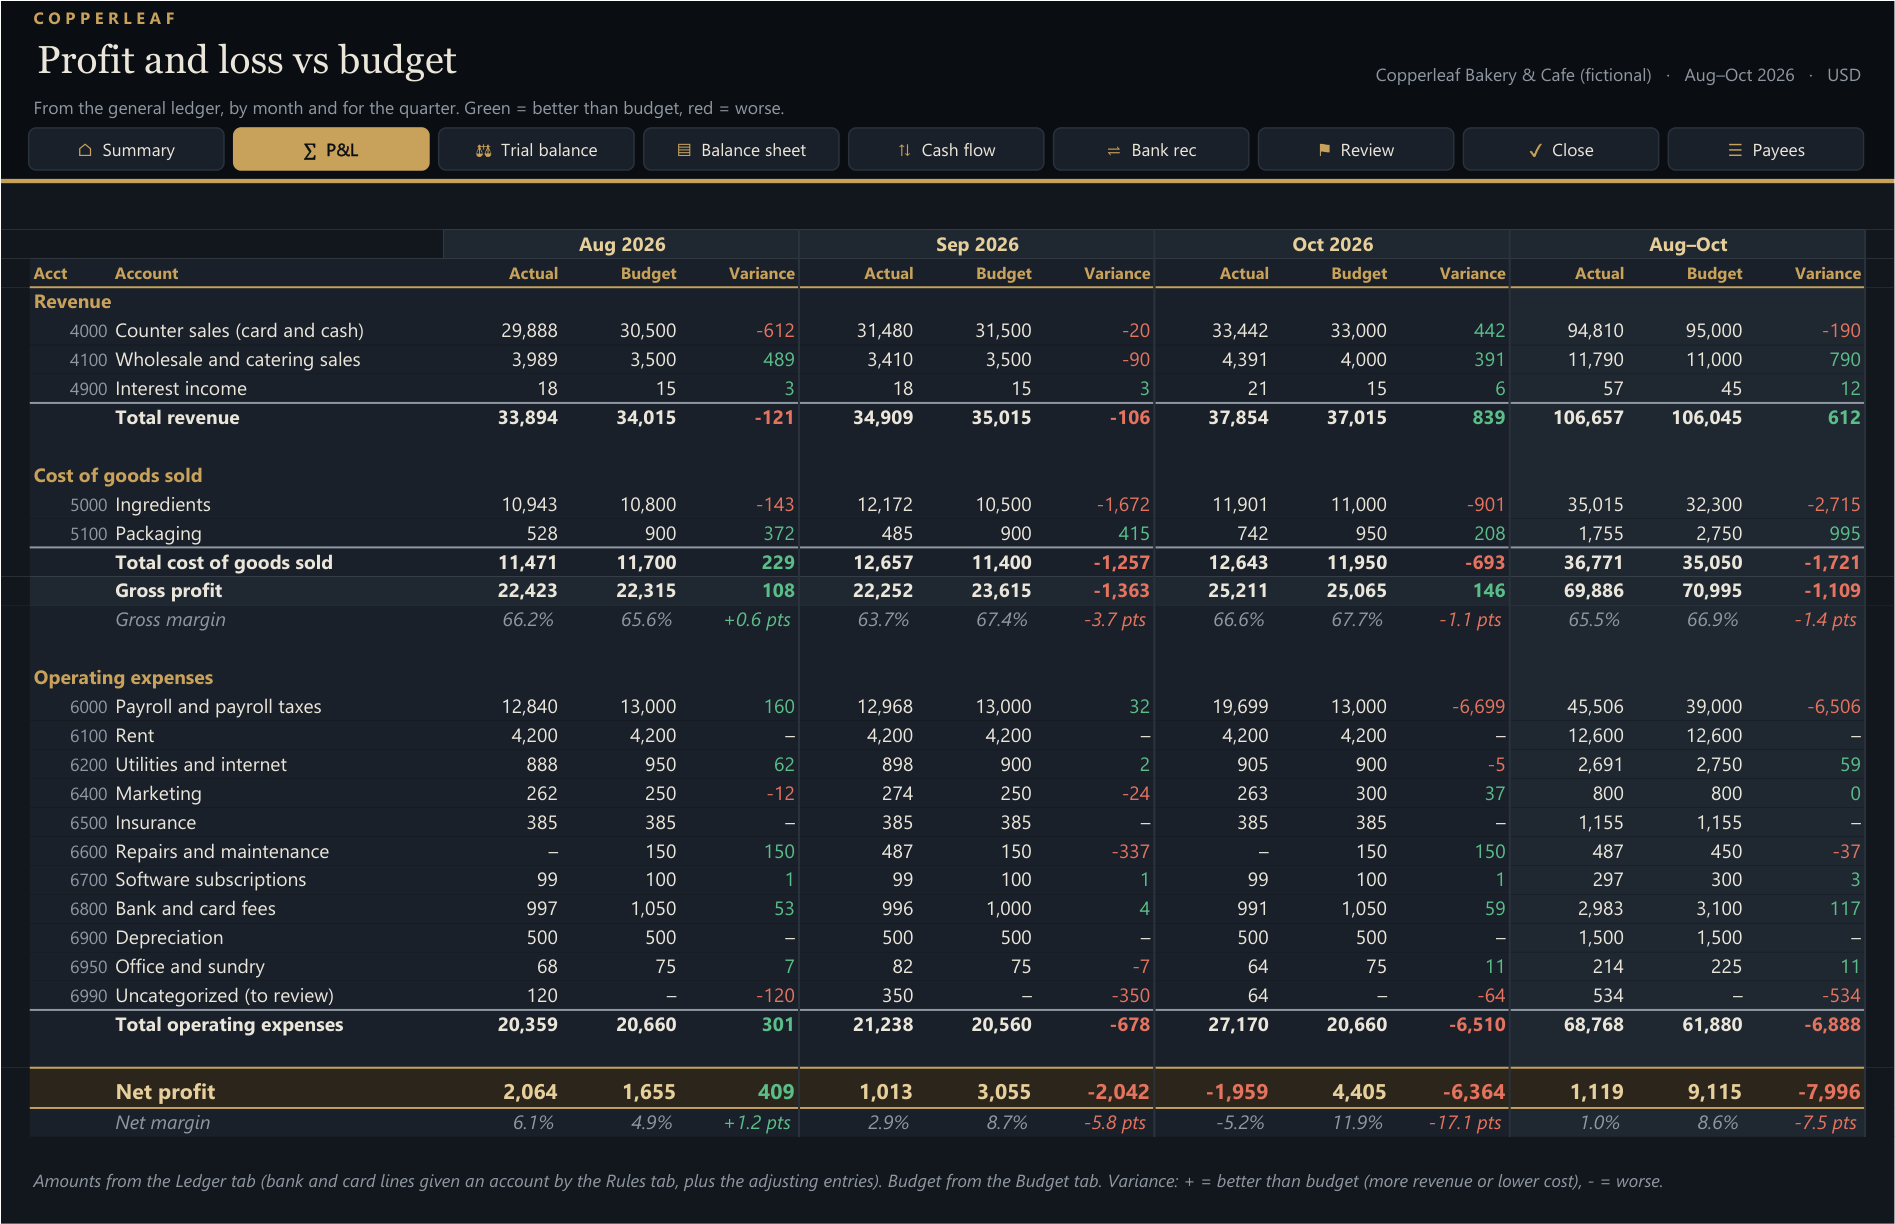 COPPERLEAF
Profit and loss vs budget
Copperleaf Bakery & Cafe (fictional) · Aug–Oct 2026 · USD
From the general ledger, by month and for the quarter. Green = better than budget, red = worse.
⌂ Summary ∑ P&L ⚖ Trial balance ▤ Balance sheet ⇅ Cash flow ⇌ Bank rec ⚑ Review ✓ Close ☰ Payees
Aug 2026 Sep 2026 Oct 2026 Aug–Oct
Acct Account Actual Budget Variance Actual Budget Variance Actual Budget Variance Actual Budget Variance
Revenue
4000 Counter sales (card and cash) 29,888 30,500 -612 31,480 31,500 -20 33,442 33,000 442 94,810 95,000 -190
4100 Wholesale and catering sales 3,989 3,500 489 3,410 3,500 -90 4,391 4,000 391 11,790 11,000 790
4900 Interest income 18 15 3 18 15 3 21 15 6 57 45 12
Total revenue 33,894 34,015 -121 34,909 35,015 -106 37,854 37,015 839 106,657 106,045 612
Cost of goods sold
5000 Ingredients 10,943 10,800 -143 12,172 10,500 -1,672 11,901 11,000 -901 35,015 32,300 -2,715
5100 Packaging 528 900 372 485 900 415 742 950 208 1,755 2,750 995
Total cost of goods sold 11,471 11,700 229 12,657 11,400 -1,257 12,643 11,950 -693 36,771 35,050 -1,721
Gross profit 22,423 22,315 108 22,252 23,615 -1,363 25,211 25,065 146 69,886 70,995 -1,109
Gross margin 66.2% 65.6% +0.6 pts 63.7% 67.4% -3.7 pts 66.6% 67.7% -1.1 pts 65.5% 66.9% -1.4 pts
Operating expenses
6000 Payroll and payroll taxes 12,840 13,000 160 12,968 13,000 32 19,699 13,000 -6,699 45,506 39,000 -6,506
6100 Rent 4,200 4,200 – 4,200 4,200 – 4,200 4,200 – 12,600 12,600 –
6200 Utilities and internet 888 950 62 898 900 2 905 900 -5 2,691 2,750 59
6400 Marketing 262 250 -12 274 250 -24 263 300 37 800 800 0
6500 Insurance 385 385 – 385 385 – 385 385 – 1,155 1,155 –
6600 Repairs and maintenance – 150 150 487 150 -337 – 150 150 487 450 -37
6700 Software subscriptions 99 100 1 99 100 1 99 100 1 297 300 3
6800 Bank and card fees 997 1,050 53 996 1,000 4 991 1,050 59 2,983 3,100 117
6900 Depreciation 500 500 – 500 500 – 500 500 – 1,500 1,500 –
6950 Office and sundry 68 75 7 82 75 -7 64 75 11 214 225 11
6990 Uncategorized (to review) 120 – -120 350 – -350 64 – -64 534 – -534
Total operating expenses 20,359 20,660 301 21,238 20,560 -678 27,170 20,660 -6,510 68,768 61,880 -6,888
Net profit 2,064 1,655 409 1,013 3,055 -2,042 -1,959 4,405 -6,364 1,119 9,115 -7,996
Net margin 6.1% 4.9% +1.2 pts 2.9% 8.7% -5.8 pts -5.2% 11.9% -17.1 pts 1.0% 8.6% -7.5 pts
Amounts from the Ledger tab (bank and card lines given an account by the Rules tab, plus the adjusting entries). Budget from the Budget tab. Variance: + = better than budget (more revenue or lower cost), - = worse.